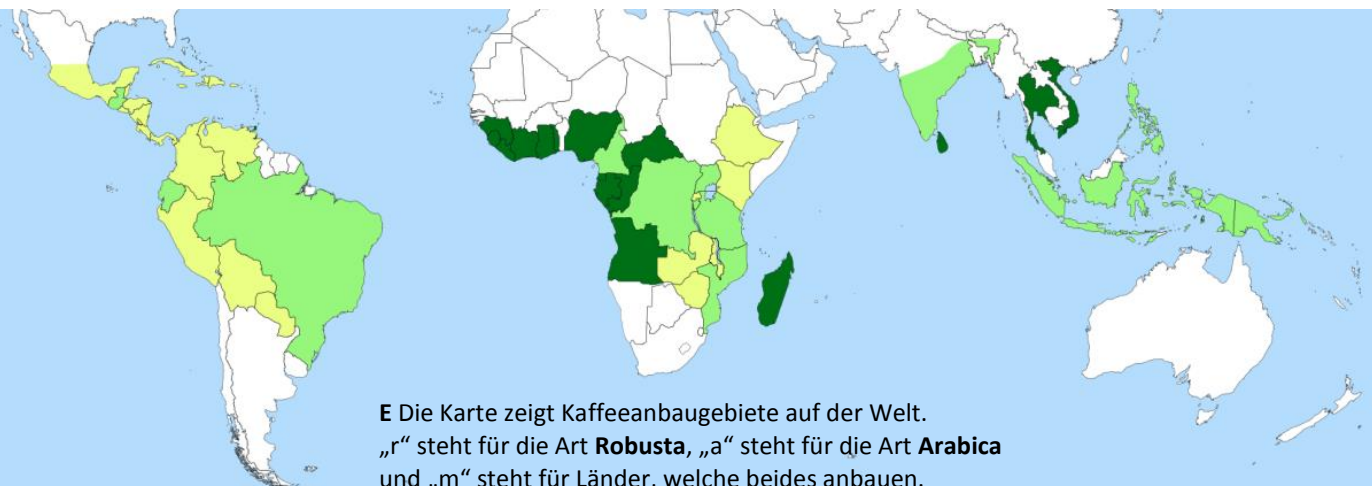 E Die Karte zeigt Kaffeeanbaugebiete auf der Welt.
„r“ steht für die Art Robusta, „a“ steht für die Art Arabica
und „m“ steht für Länder, welche beides anbauen.